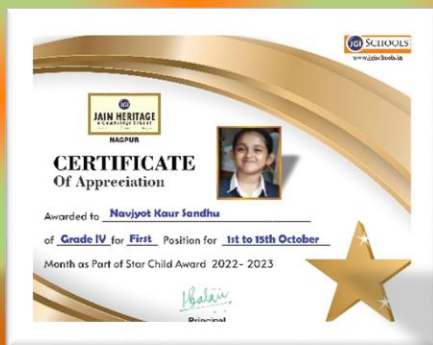 JGI SCHOOLS
www.jgischools.in
JGI
JAIN HERITAGE
a Cambridge School
NAGPUR
CERTIFICATE
Of Appreciation
Awarded to Navjyot Kaur Sandhu
of Grade IV for First Position for 1st to 15th October
Month as Part of Star Child Award 2022- 2023
Principal